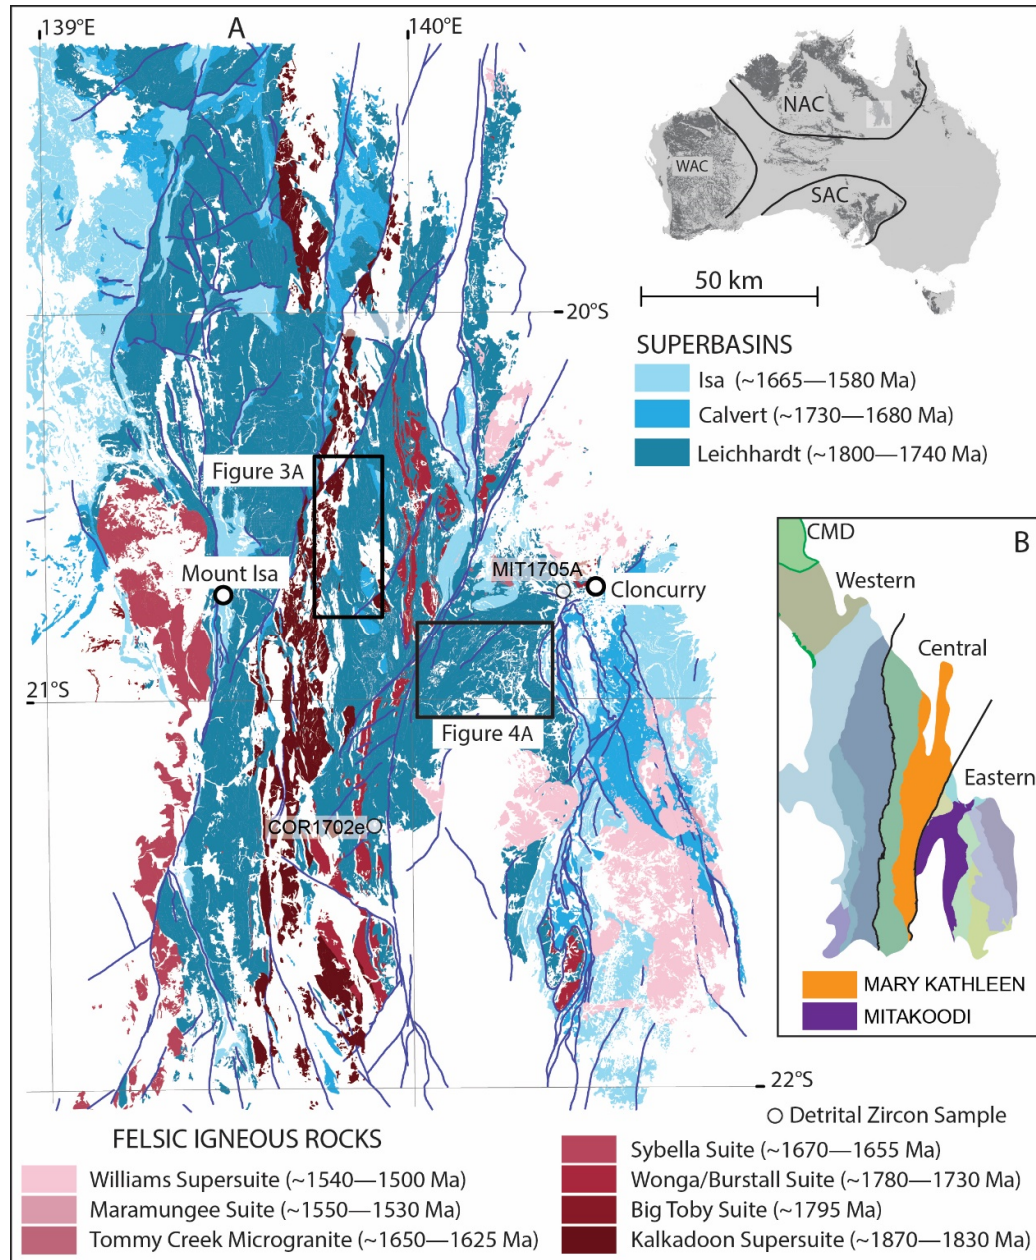 139°E
A
140°E
NAC
WAC
SAC
50 km
20°S
SUPERBASINS
Isa (~1665—1580 Ma)
Calvert (~1730—1680 Ma)
Leichhardt (~1800—1740 Ma)
Figure 3A
Mount Isa
MIT1705A
Cloncurry
21°S
Figure 4A
COR1702e
B
CMD
Western
Central
Eastern
MARY KATHLEEN
MITAKOODI
22°S
Detrital Zircon Sample
FELSIC IGNEOUS ROCKS
Williams Supersuite (~1540—1500 Ma)
Maramungee Suite (~1550—1530 Ma)
Tommy Creek Microgranite (~1650—1625 Ma)
Sybella Suite (~1670—1655 Ma)
Wonga/Burstall Suite (~1780—1730 Ma)
Big Toby Suite (~1795 Ma)
Kalkadoon Supersuite (~1870—1830 Ma)